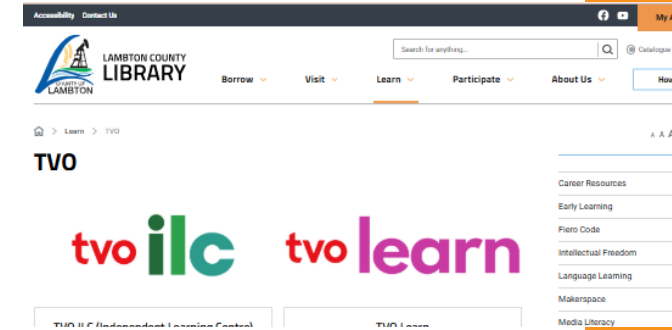 Accessibility Contact Us
My
LAMBTON COUNTY
LIBRARY
COUNTY OF
LAMBTON
Search for anything...
Catalogue
Borrow Visit Learn Participate About Us How
Learn > TVO
A A A
TVO
tvo ilc
tvo learn
Career Resources
Early Learning
Fiero Code
Intellectual Freedom
Language Learning
Makerspace
Media Literacy
TVO ILC (Independent Learning Centre)
TVO Learn